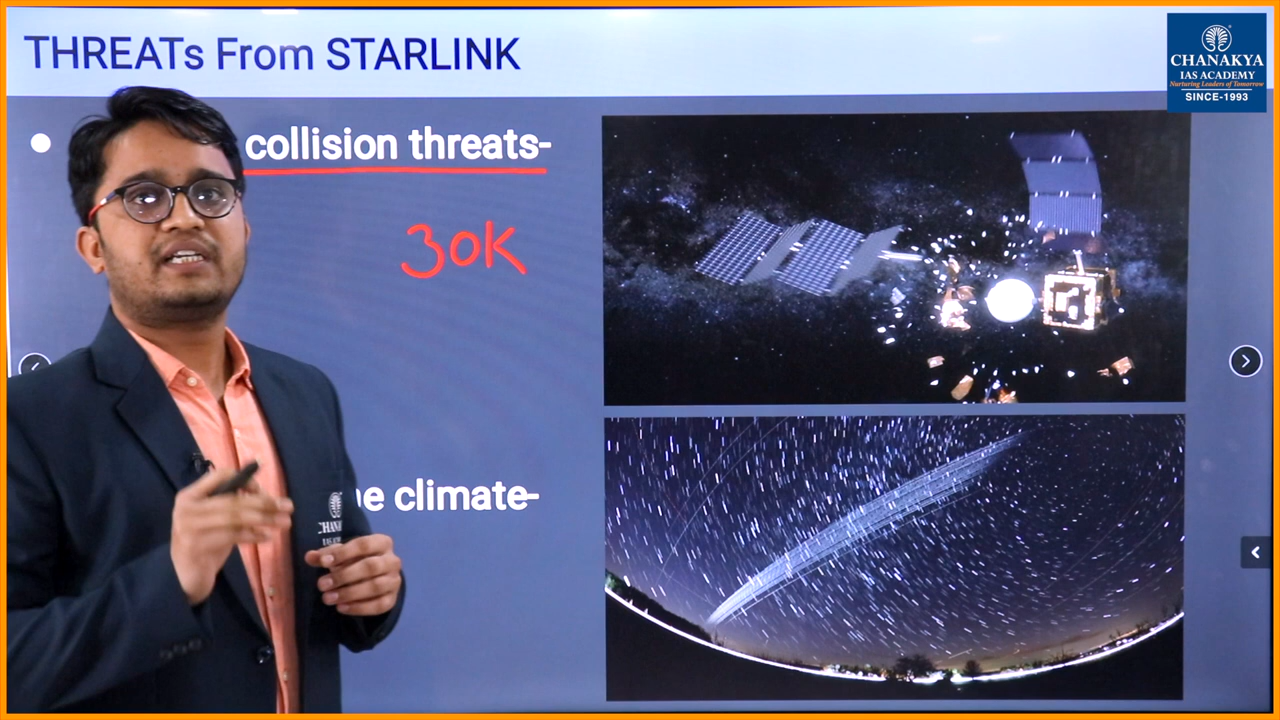 THREATs From STARLINK
CHANAKYA
IAS ACADEMY
Nurturing Leaders of Tomorrow
SINCE-1993
collision threats-
30K
climate-